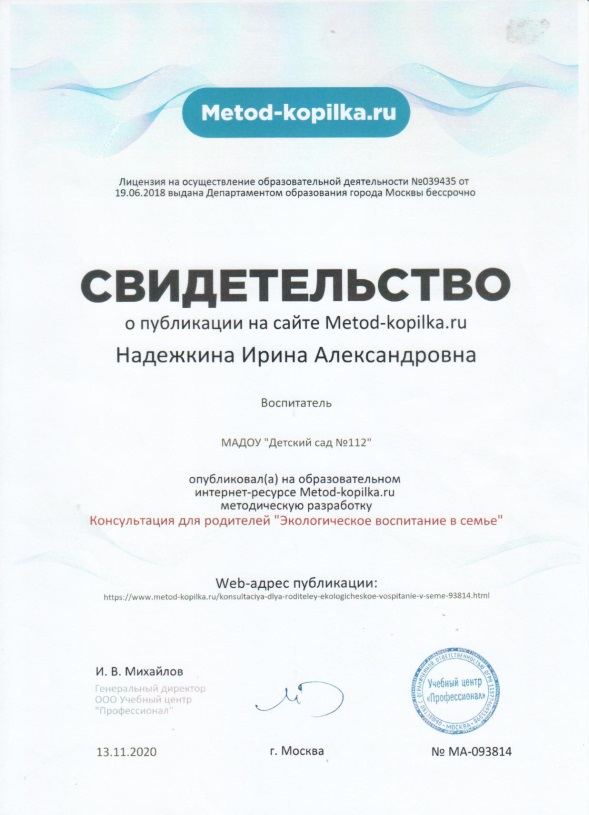 Metod-kopilka.ru
Лицензия на осуществление образовательной деятельности №039435 от
19.06.2018 выдана Департаментом образования города Москвы бессрочно
СВИДЕТЕЛЬСТВО
о публикации на сайте Metod-kopilka.ru
Надежкина Ирина Александровна
Воспитатель
МАДОУ "Детский сад №112"
опубликовал(а) на образовательном
интернет-ресурсе Metod-kopilka.ru
методическую разработку
Консультация для родителей "Экологическое воспитание в семье"
Web-адрес публикации:
https://www.metod-kopilka.ru/konsultaciya-dlya-roditeley-ekologicheskoe-vospitanie-v-seme-93814.html
И. В. Михайлов
Генеральный директор
ООО Учебный центр
"Профессионал"
Учебный центр
«Профессионал»
МОСКВА
13.11.2020
г. Москва
№ МА-093814